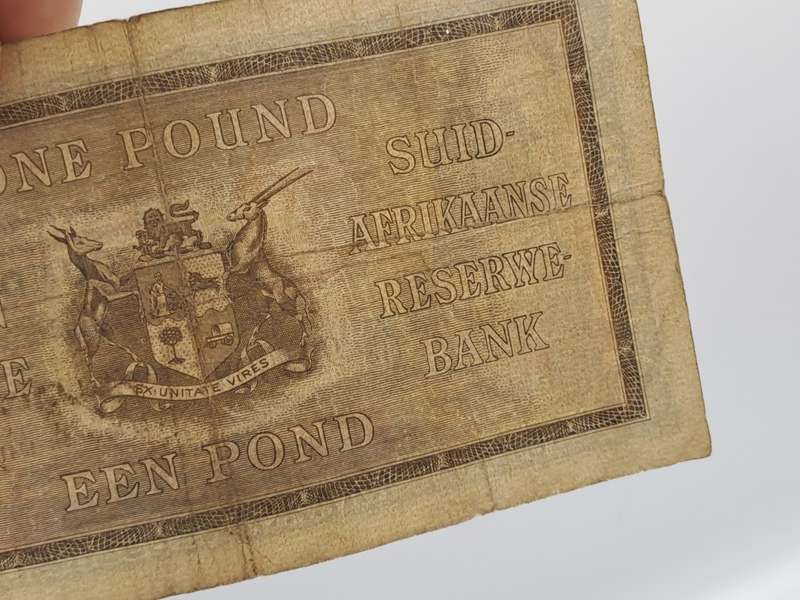 ONE POUND
SUID-
AFRIKAANSE
RESERWE-
BANK
EX·UNITATE VIRES
EEN POND